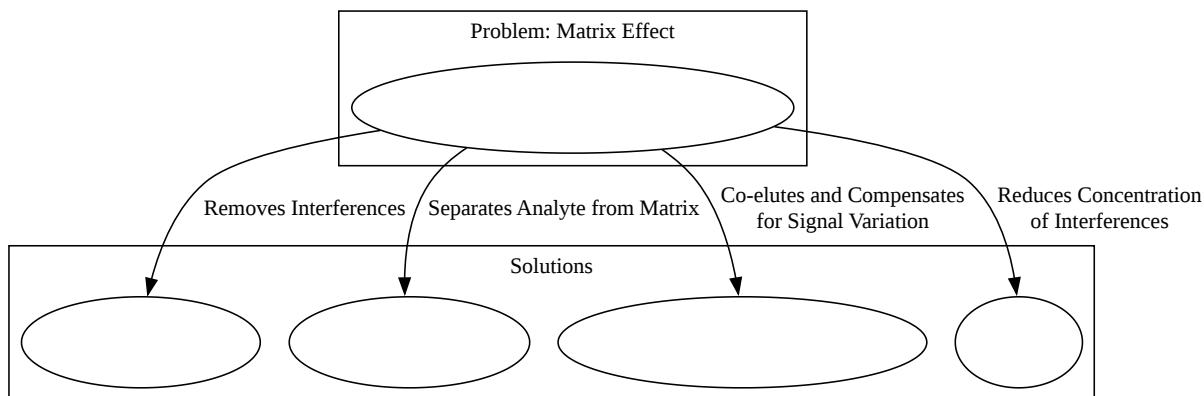 Problem: Matrix Effect
Removes Interferences
Separates Analyte from Matrix
Co-elutes and Compensates
for Signal Variation
Reduces Concentration
of Interferences
Solutions